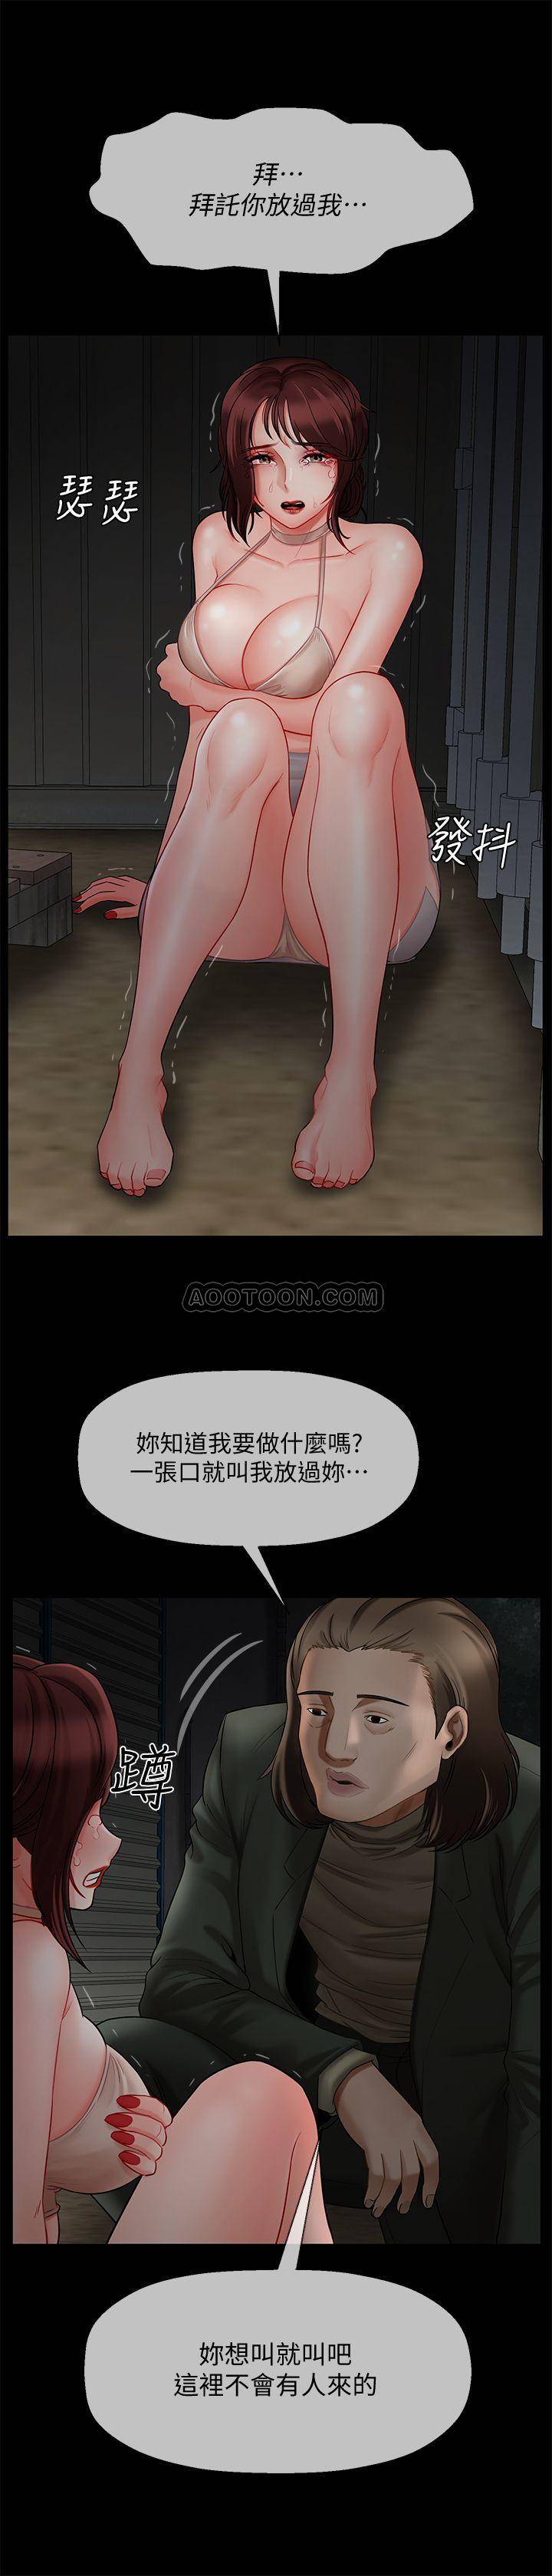 拜…
拜託你放過我…
瑟瑟
發抖
AOOTOON.COM
妳知道我要做什麼嗎?
一張口就叫我放過妳…
蹲
妳想叫就叫吧
這裡不會有人來的